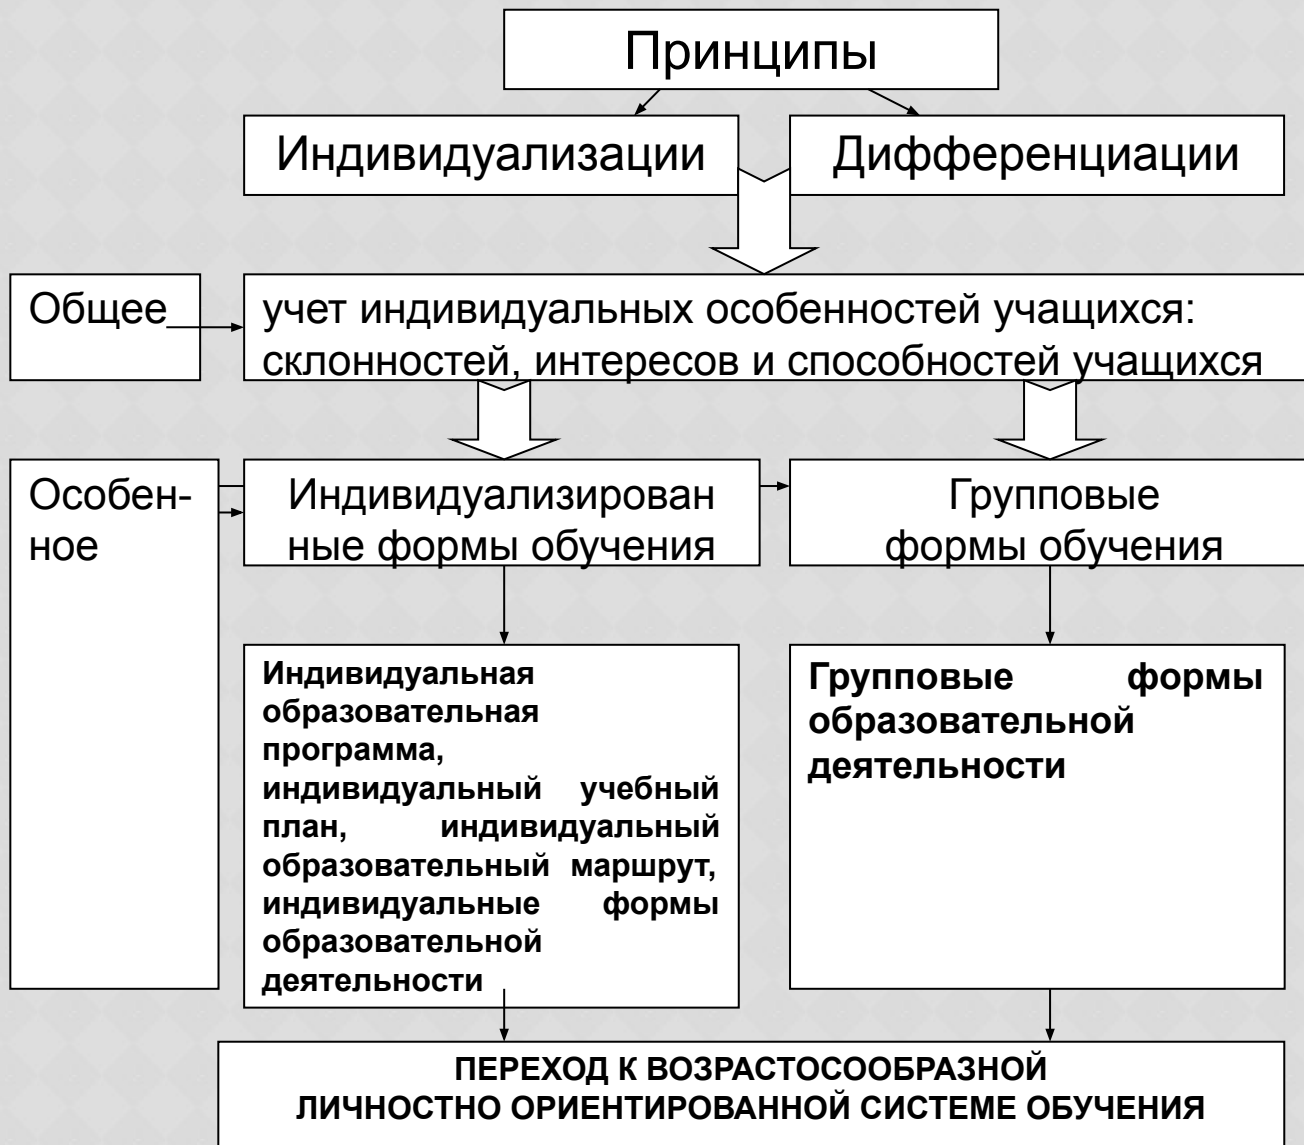 Принципы
Индивидуализации
Дифференциации
Общее
учет индивидуальных особенностей учащихся:
склонностей, интересов и способностей учащихся
Особен-
ное
Индивидуализирован
ные формы обучения
Групповые
формы обучения
Индивидуальная
образовательная
программа,
индивидуальный учебный
план, индивидуальный
образовательный маршрут,
индивидуальные формы
образовательной
деятельности
Групповые формы
образовательной
деятельности
ПЕРЕХОД К ВОЗРАСТОСООБРАЗНОЙ
ЛИЧНОСТНО ОРИЕНТИРОВАННОЙ СИСТЕМЕ ОБУЧЕНИЯ